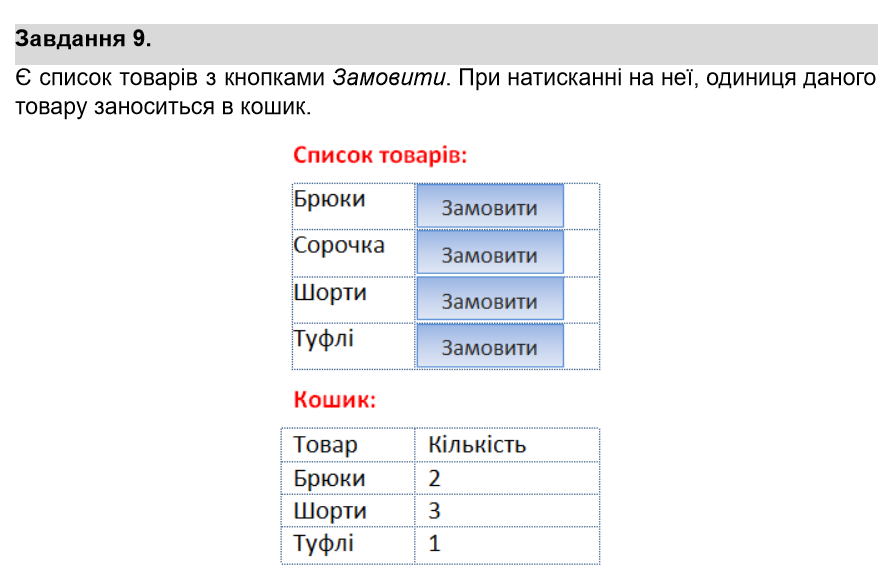 Завдання 9.
Є список товарів з кнопками Замовити. При натисканні на неї, одиниця даного
товару заноситься в кошик.
Список товарів:
Брюки Замовити
Сорочка Замовити
Шорти Замовити
Туфлі Замовити
Кошик:
Товар Кількість
Брюки 2
Шорти 3
Туфлі 1